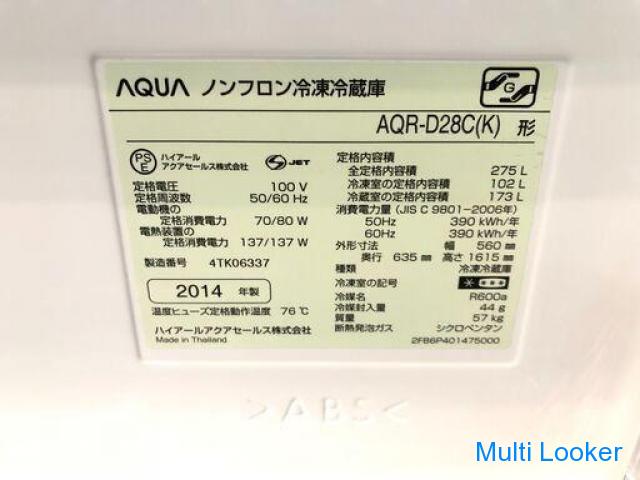 AQUA ノンフロン冷凍冷蔵庫
G
AQR-D28C(K) 形
PS
E
ハイアール
アクアセールス株式会社
JET
定格電圧 100 V
定格周波数 50/60 Hz
電動機の
定格消費電力 70/80 W
電熱装置の
定格消費電力 137/137 W
製造番号 4TK06337
2014 年製
温度ヒューズ定格動作温度 76℃
ハイアールアクアセールス株式会社
Made in Thailand
定格内容積
全定格内容積 275 L
冷凍室の定格内容積 102 L
冷蔵室の定格内容積 173 L
消費電力量 (JIS C 9801-2006年)
50Hz 390 kWh/年
60Hz 390 kWh/年
外形寸法 幅 560 mm
奥行 635 mm 高さ 1615 mm
種類 冷凍冷蔵庫
冷凍室の記号
冷媒名 R600a
冷媒封入量 44 g
質量 57 kg
断熱発泡ガス シクロペンタン
2FB6P401475000
>ABS<
Multi Looker